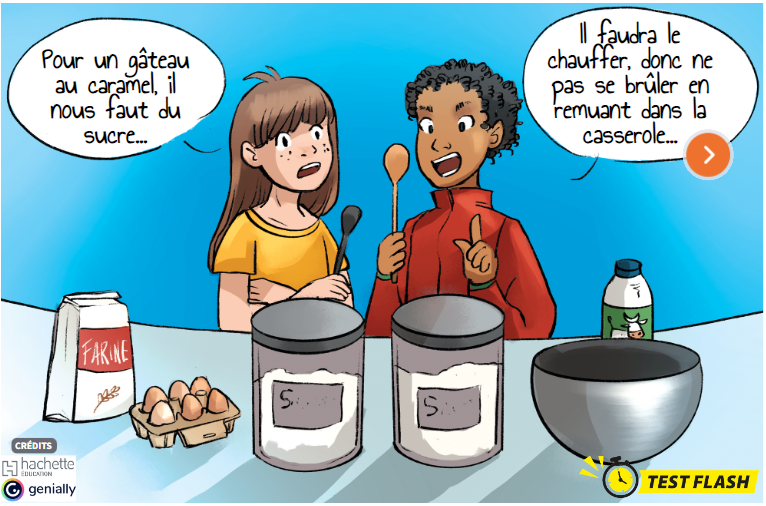 Pour un gâteau
au caramel, il
nous faut du
sucre...
Il faudra le
chauffer, donc ne
pas se brûler en
remuant dans la
casserole...
FARINE
S
S
CRÉDITS
hachette
ÉDUCATION
genially
TEST FLASH